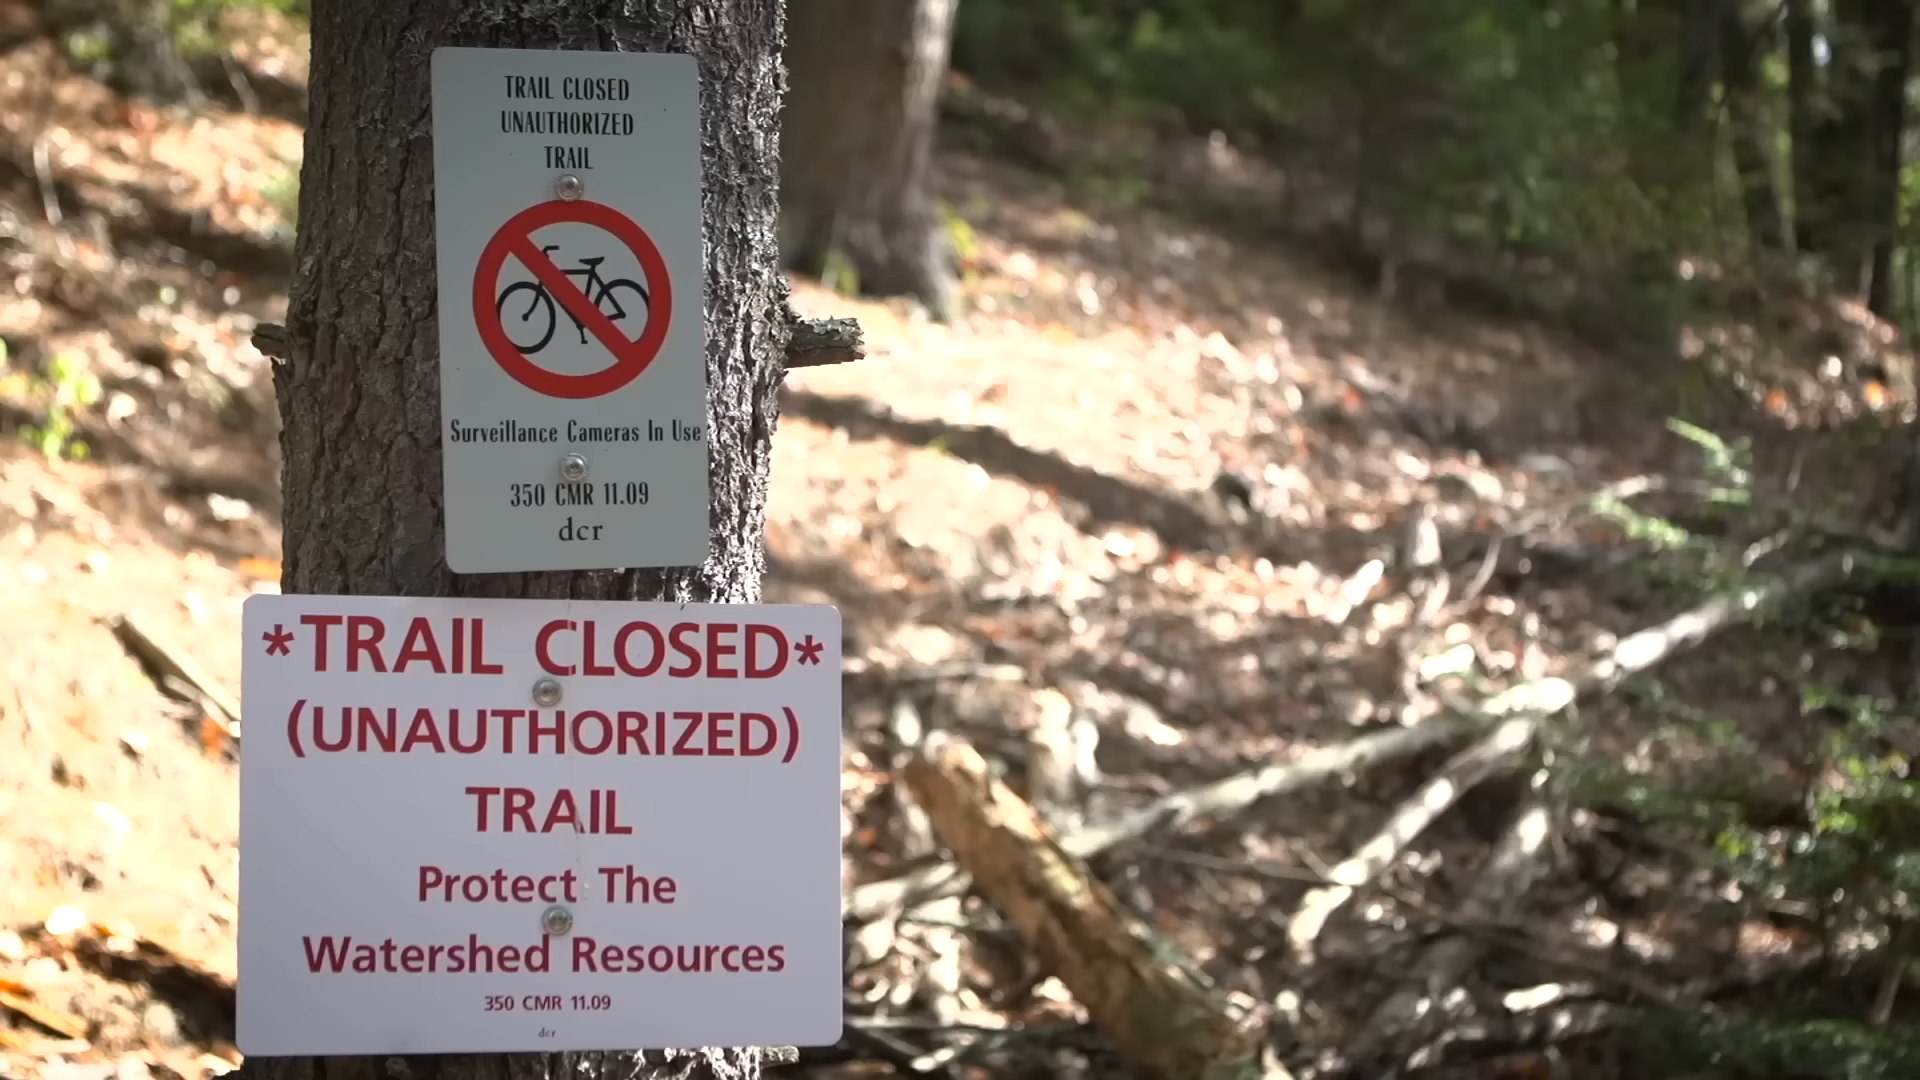 TRAIL CLOSED
UNAUTHORIZED
TRAIL
Surveillance Cameras In Use
350 CMR 11.09
dcr
*TRAIL CLOSED*
(UNAUTHORIZED)
TRAIL
Protect The
Watershed Resources
350 CMR 11.09
dcr